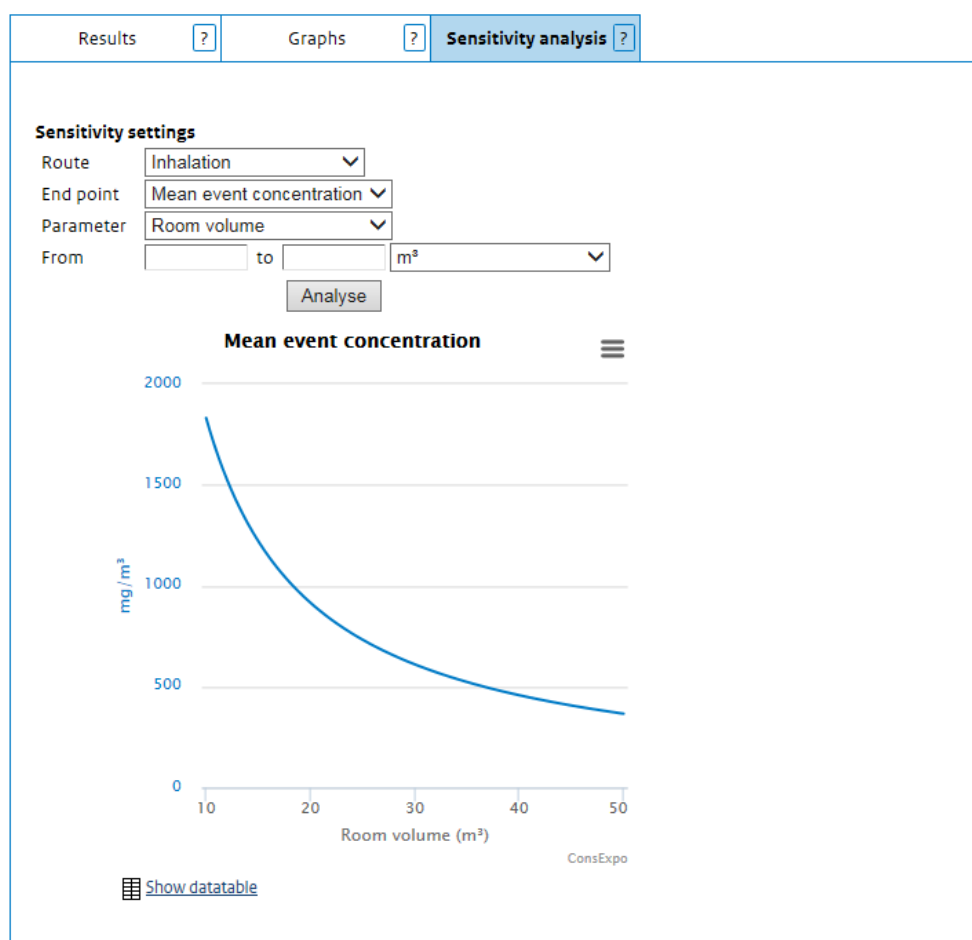 Results ? Graphs ? Sensitivity analysis ?
Sensitivity settings
Route Inhalation
End point Mean event concentration
Parameter Room volume
From to m³
Analyse
Mean event concentration
2000
1500
1000
500
0
mg/m³
10 20 30 40 50
Room volume (m³)
ConsExpo
Show datatable